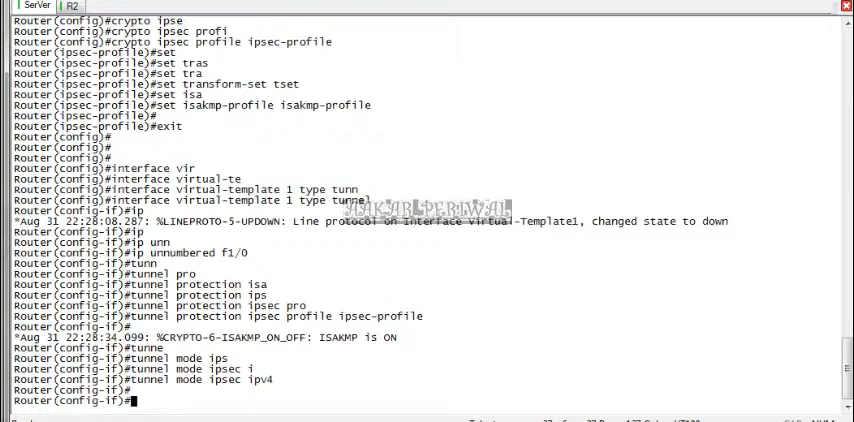 SerVer
R2
Router(config)#crypto ipse
Router(config)#crypto ipsec profi
Router(config)#crypto ipsec profile ipsec-profile
Router(ipsec-profile)#set
Router(ipsec-profile)#set tras
Router(ipsec-profile)#set tra
Router(ipsec-profile)#set transform-set tset
Router(ipsec-profile)#set isa
Router(ipsec-profile)#set isakmp-profile isakmp-profile
Router(ipsec-profile)#
Router(ipsec-profile)#exit
Router(config)#
Router(config)#
Router(config)#
Router(config)#interface vir
Router(config)#interface virtual-te
Router(config)#interface virtual-template 1 type tunn
Router(config)#interface virtual-template 1 type tunnel
AAKAR PERIWAL
Router(config-if)#ip
*Aug 31 22:28:08.287: %LINEPROTO-5-UPDOWN: Line protocol on Interface Virtual-Template1, changed state to down
Router(config-if)#ip
Router(config-if)#ip unn
Router(config-if)#ip unnumbered f1/0
Router(config-if)#tunn
Router(config-if)#tunnel pro
Router(config-if)#tunnel protection isa
Router(config-if)#tunnel protection ips
Router(config-if)#tunnel protection ipsec pro
Router(config-if)#tunnel protection ipsec profile ipsec-profile
Router(config-if)#
*Aug 31 22:28:34.099: %CRYPTO-6-ISAKMP_ON_OFF: ISAKMP is ON
Router(config-if)#tunne
Router(config-if)#tunnel mode ips
Router(config-if)#tunnel mode ipsec i
Router(config-if)#tunnel mode ipsec ipv4
Router(config-if)#
Router(config-if)#